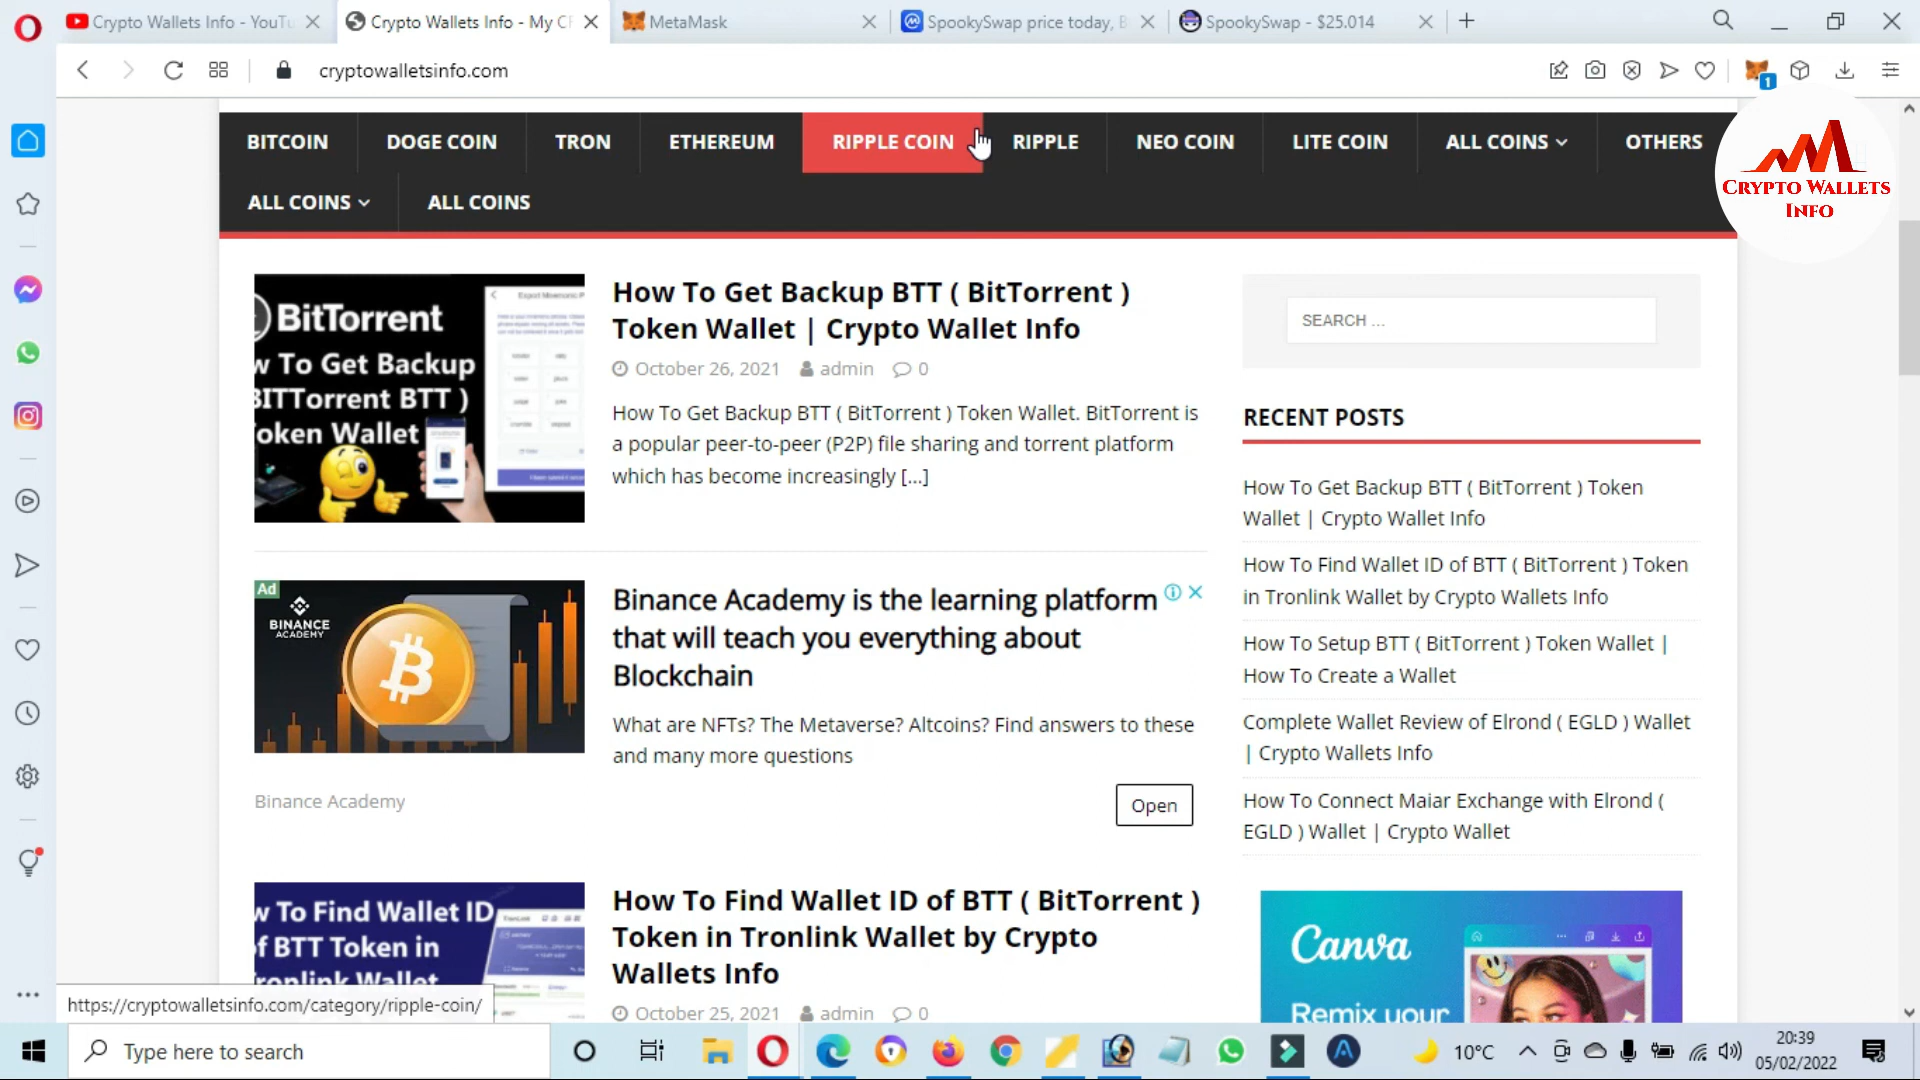 Crypto Wallets Info - YouTu
Crypto Wallets Info - My Cr
MetaMask
SpookySwap price today, B
SpookySwap - $25.014
cryptowalletsinfo.com
1
BITCOIN
DOGE COIN
TRON
ETHEREUM
RIPPLE COIN
RIPPLE
NEO COIN
LITE COIN
ALL COINS
OTHERS
ALL COINS
ALL COINS
CRYPTO WALLETS
INFO
BitTorrent
w To Get Backup
BITTorrent BTT )
oken Wallet
How To Get Backup BTT ( BitTorrent )
Token Wallet | Crypto Wallet Info
October 26, 2021
admin
0
How To Get Backup BTT ( BitTorrent ) Token Wallet. BitTorrent is
a popular peer-to-peer (P2P) file sharing and torrent platform
which has become increasingly [...]
SEARCH ...
RECENT POSTS
How To Get Backup BTT ( BitTorrent ) Token
Wallet | Crypto Wallet Info
How To Find Wallet ID of BTT ( BitTorrent ) Token
in Tronlink Wallet by Crypto Wallets Info
How To Setup BTT ( BitTorrent ) Token Wallet |
How To Create a Wallet
Complete Wallet Review of Elrond ( EGLD ) Wallet
| Crypto Wallets Info
How To Connect Maiar Exchange with Elrond (
EGLD ) Wallet | Crypto Wallet
Ad
BINANCE
ACADEMY
Binance Academy is the learning platform
that will teach you everything about
Blockchain
What are NFTs? The Metaverse? Altcoins? Find answers to these
and many more questions
Binance Academy
Open
w To Find Wallet ID
of BTT Token in
ronlink Wallet
How To Find Wallet ID of BTT ( BitTorrent )
Token in Tronlink Wallet by Crypto
Wallets Info
October 25, 2021
admin
0
Canva
Remix your
https://cryptowalletsinfo.com/category/ripple-coin/
Type here to search
10°C
20:39
05/02/2022